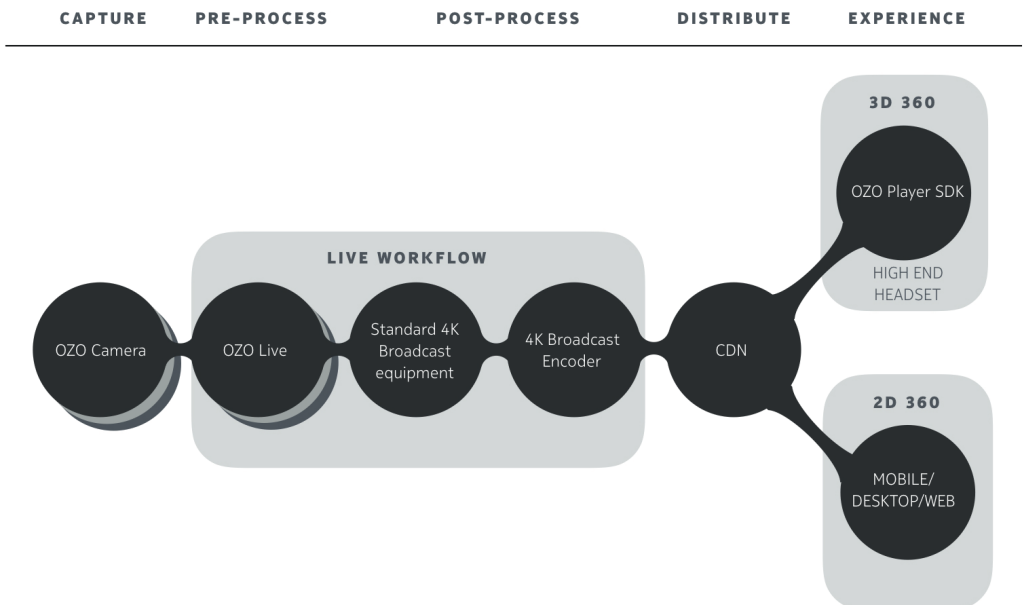 CAPTURE PRE-PROCESS POST-PROCESS DISTRIBUTE EXPERIENCE
3D 360
OZO Player SDK
HIGH END
HEADSET
LIVE WORKFLOW
OZO Camera
OZO Live
Standard 4K
Broadcast
equipment
4K Broadcast
Encoder
CDN
2D 360
MOBILE/
DESKTOP/WEB